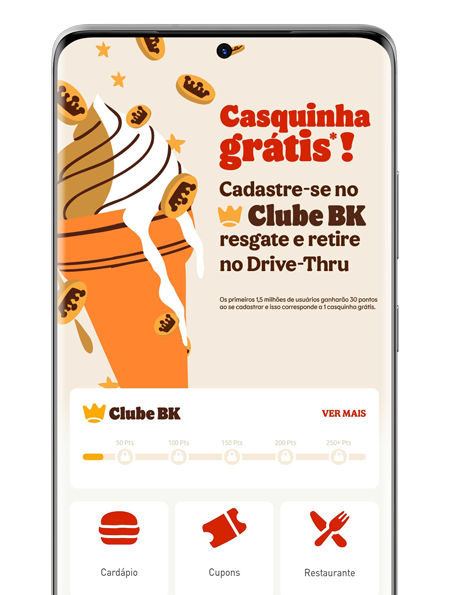 Casquinha
grátis*!
Cadastre-se no
Clube BK
resgate e retire
no Drive-Thru
Os primeiros 1,5 milhões de usuários ganharão 30 pontos
ao se cadastrar e isso corresponde a 1 casquinha grátis.
Clube BK VER MAIS
50 Pts 100 Pts 150 Pts 200 Pts 250+ Pts
Cardápio Cupons Restaurante